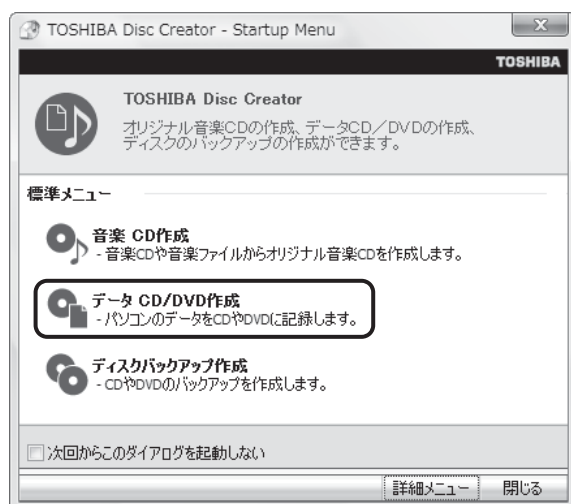 TOSHIBA Disc Creator - Startup Menu
TOSHIBA
TOSHIBA Disc Creator
オリジナル音楽CDの作成、データCD／DVDの作成、
ディスクのバックアップの作成ができます。
標準メニュー
音楽 CD作成
- 音楽CDや音楽ファイルからオリジナル音楽CDを作成します。
データ CD/DVD作成
- パソコンのデータをCDやDVDに記録します。
ディスクバックアップ作成
- CDやDVDのバックアップを作成します。
次回からこのダイアログを起動しない
詳細メニュー 閉じる